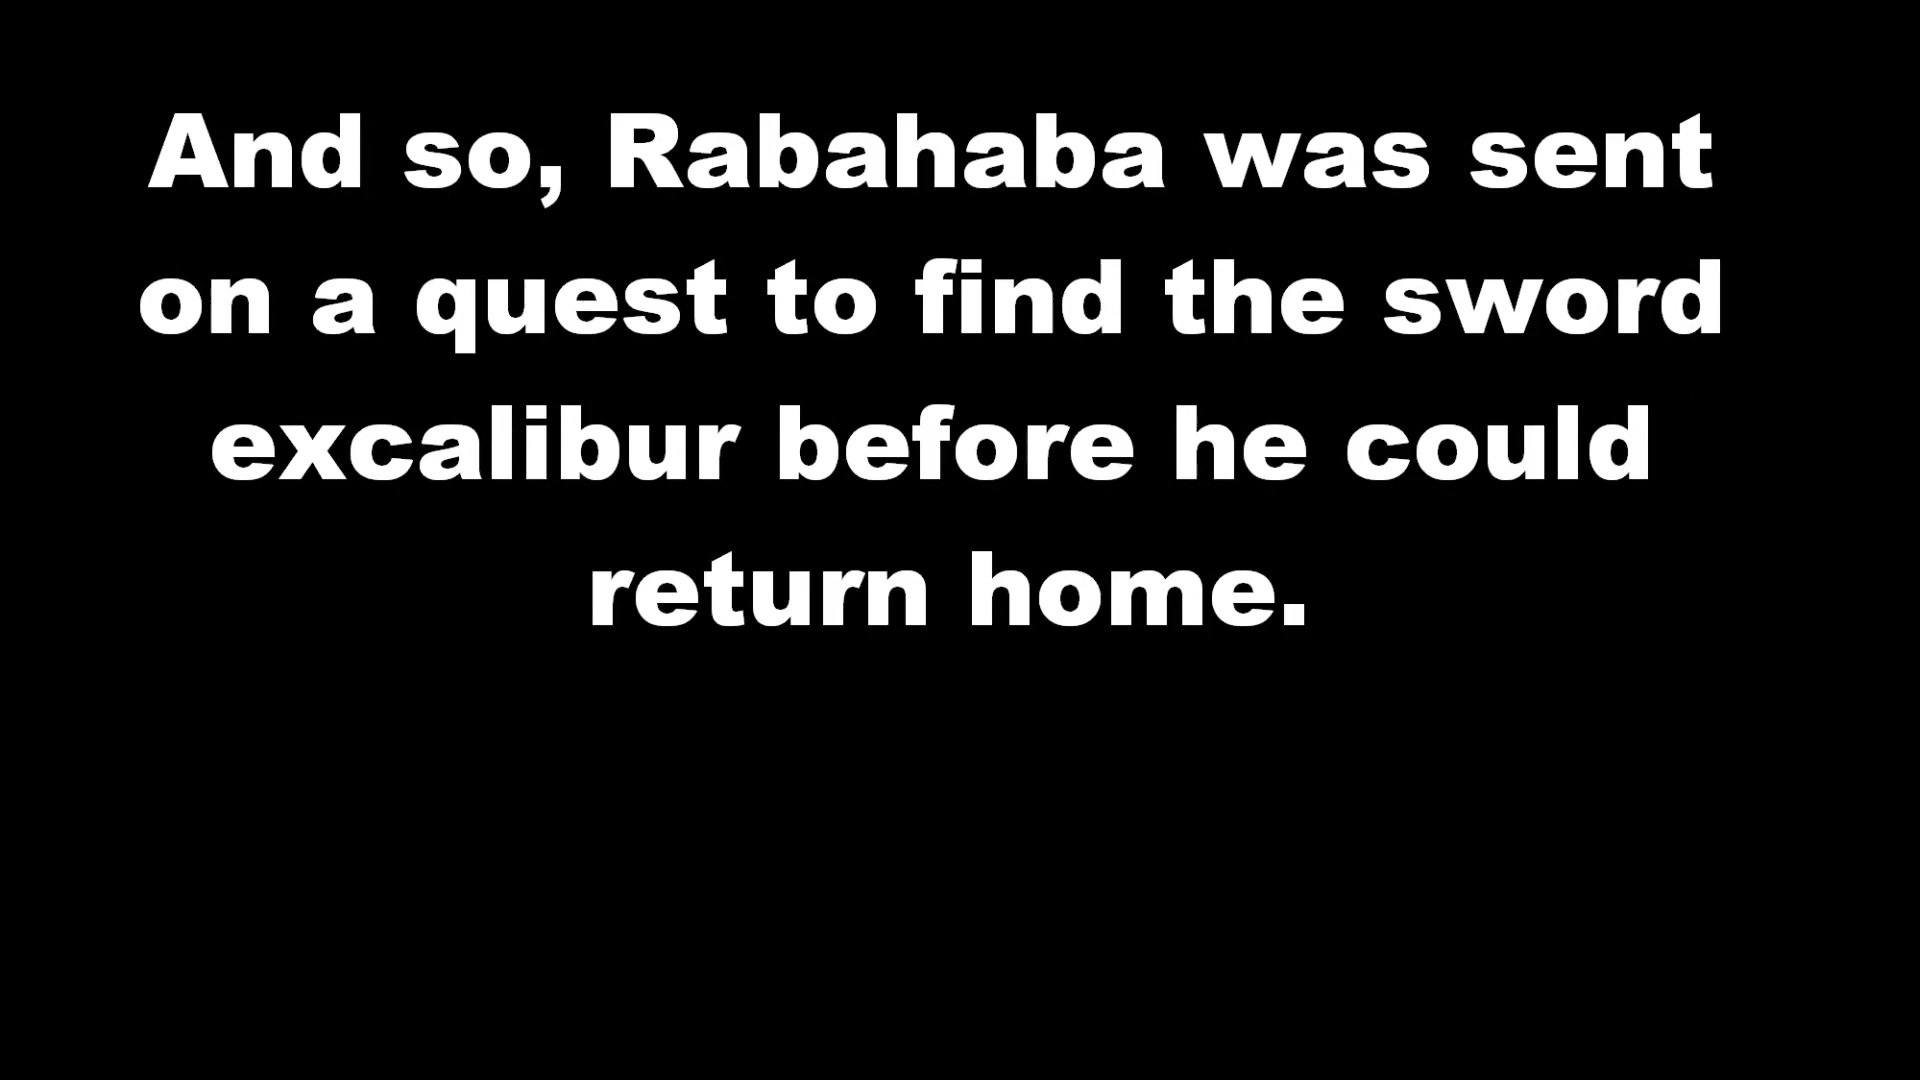 And so, Rabahaba was sent
on a quest to find the sword
excalibur before he could
return home.